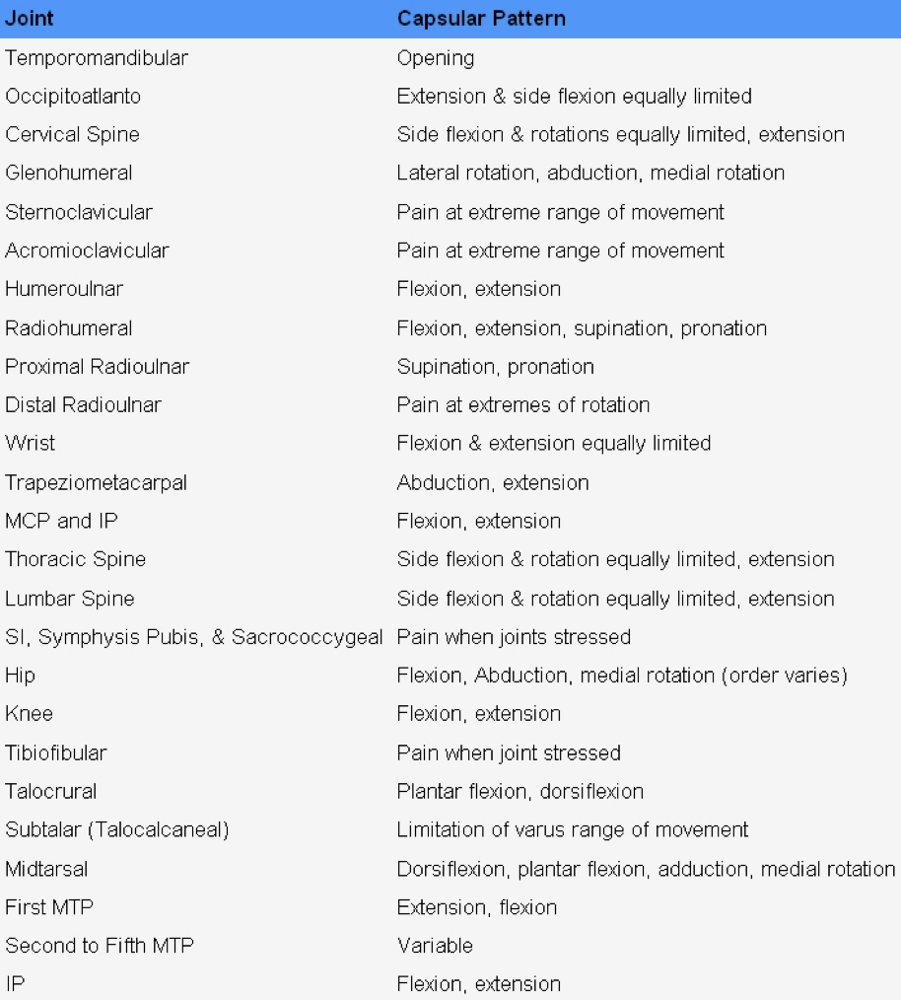 Joint Capsular Pattern
Temporomandibular Opening
Occipitoatlanto Extension & side flexion equally limited
Cervical Spine Side flexion & rotations equally limited, extension
Glenohumeral Lateral rotation, abduction, medial rotation
Sternoclavicular Pain at extreme range of movement
Acromioclavicular Pain at extreme range of movement
Humeroulnar Flexion, extension
Radiohumeral Flexion, extension, supination, pronation
Proximal Radioulnar Supination, pronation
Distal Radioulnar Pain at extremes of rotation
Wrist Flexion & extension equally limited
Trapeziometacarpal Abduction, extension
MCP and IP Flexion, extension
Thoracic Spine Side flexion & rotation equally limited, extension
Lumbar Spine Side flexion & rotation equally limited, extension
SI, Symphysis Pubis, & Sacrococcygeal Pain when joints stressed
Hip Flexion, Abduction, medial rotation (order varies)
Knee Flexion, extension
Tibiofibular Pain when joint stressed
Talocrural Plantar flexion, dorsiflexion
Subtalar (Talocalcaneal) Limitation of varus range of movement
Midtarsal Dorsiflexion, plantar flexion, adduction, medial rotation
First MTP Extension, flexion
Second to Fifth MTP Variable
IP Flexion, extension